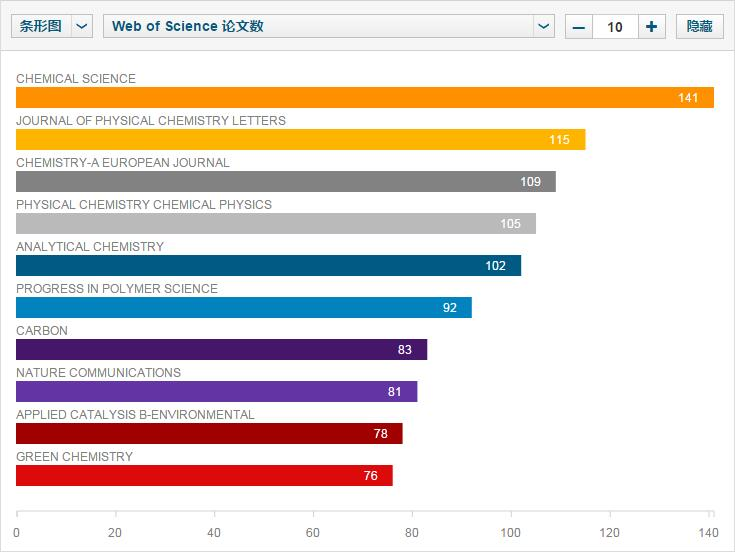 条形图 Web of Science 论文数 — 10 + 隐藏
CHEMICAL SCIENCE
141
JOURNAL OF PHYSICAL CHEMISTRY LETTERS
115
CHEMISTRY-A EUROPEAN JOURNAL
109
PHYSICAL CHEMISTRY CHEMICAL PHYSICS
105
ANALYTICAL CHEMISTRY
102
PROGRESS IN POLYMER SCIENCE
92
CARBON
83
NATURE COMMUNICATIONS
81
APPLIED CATALYSIS B-ENVIRONMENTAL
78
GREEN CHEMISTRY
76
0 20 40 60 80 100 120 140